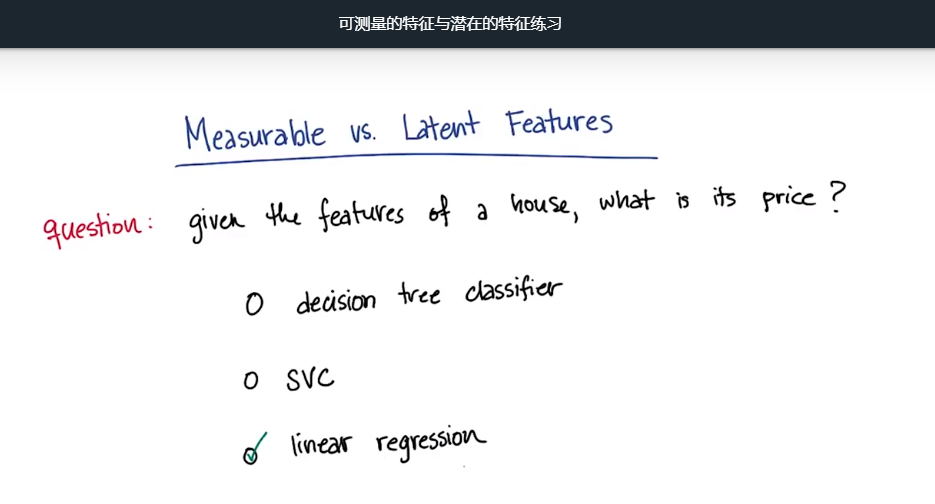 可测量的特征与潜在的特征练习
Measurable vs. Latent Features
question: given the features of a house, what is its price?
decision tree classifier
SVC
linear regression